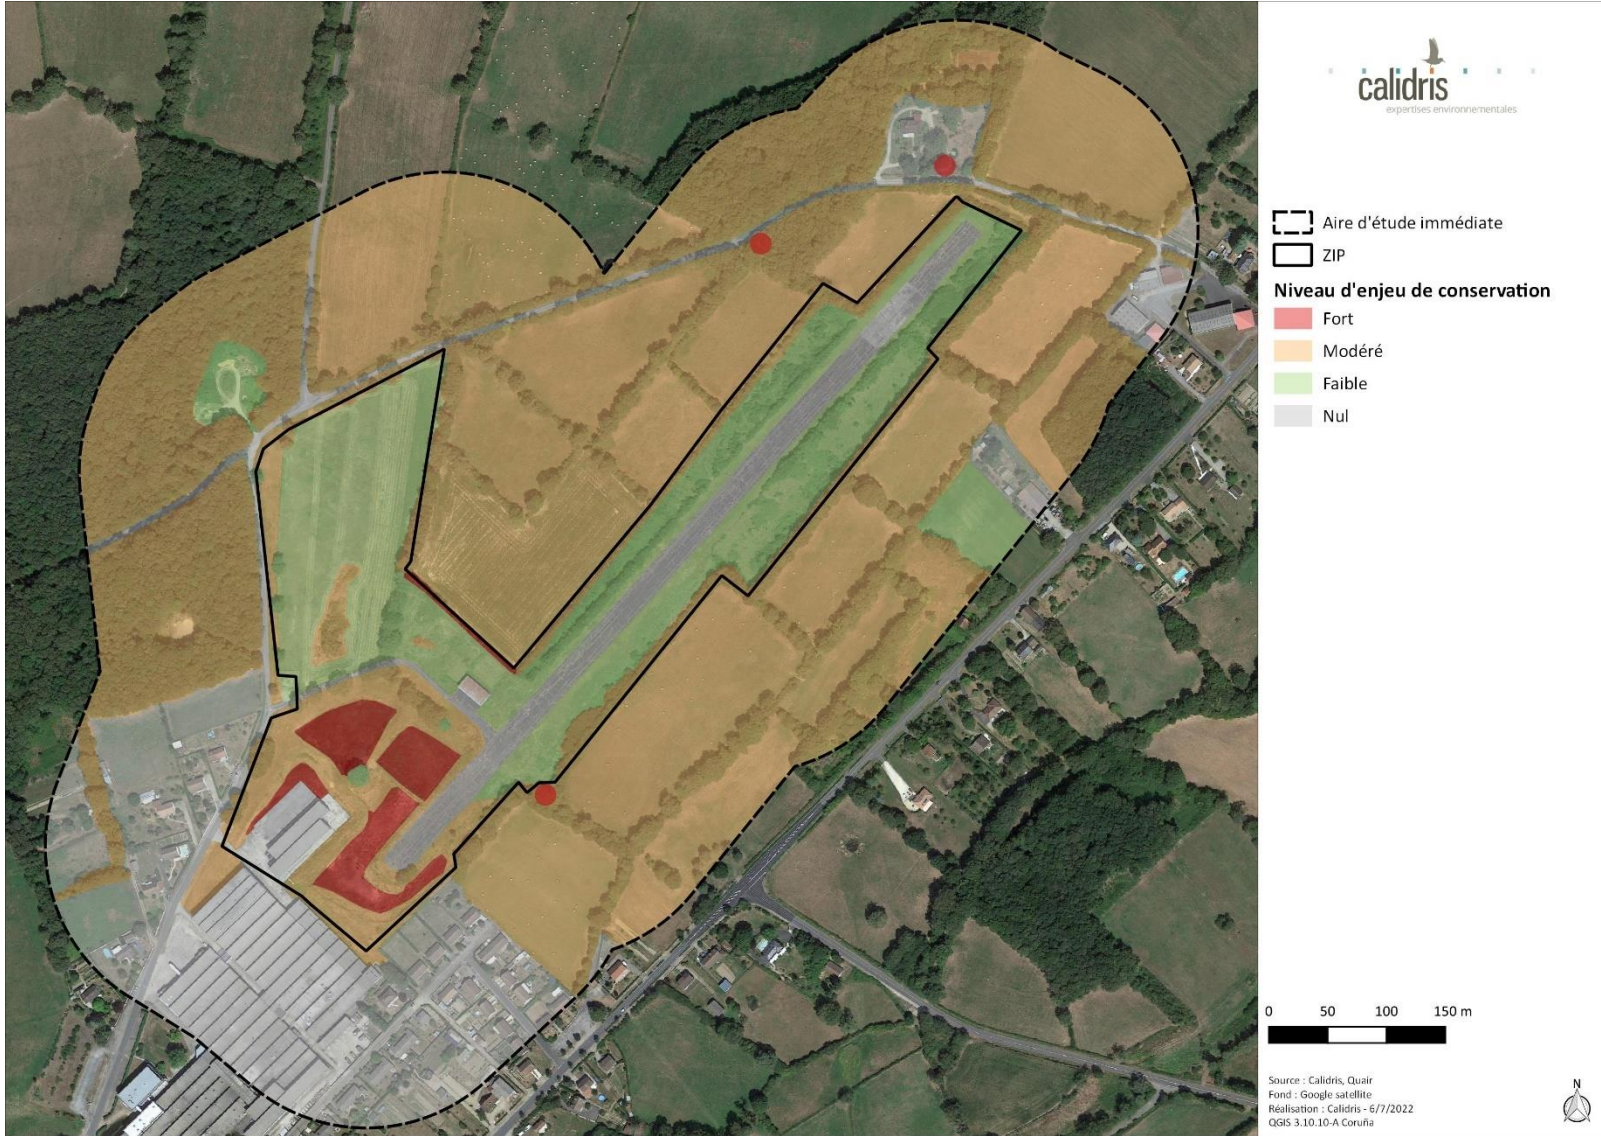 calidris
expertises environnementales
Aire d'étude immédiate
ZIP
Niveau d'enjeu de conservation
Fort
Modéré
Faible
Nul
0 50 100 150 m
Source : Calidris, Quair
Fond : Google satellite
Réalisation : Calidris - 6/7/2022
QGIS 3.10.10-A Coruña
N